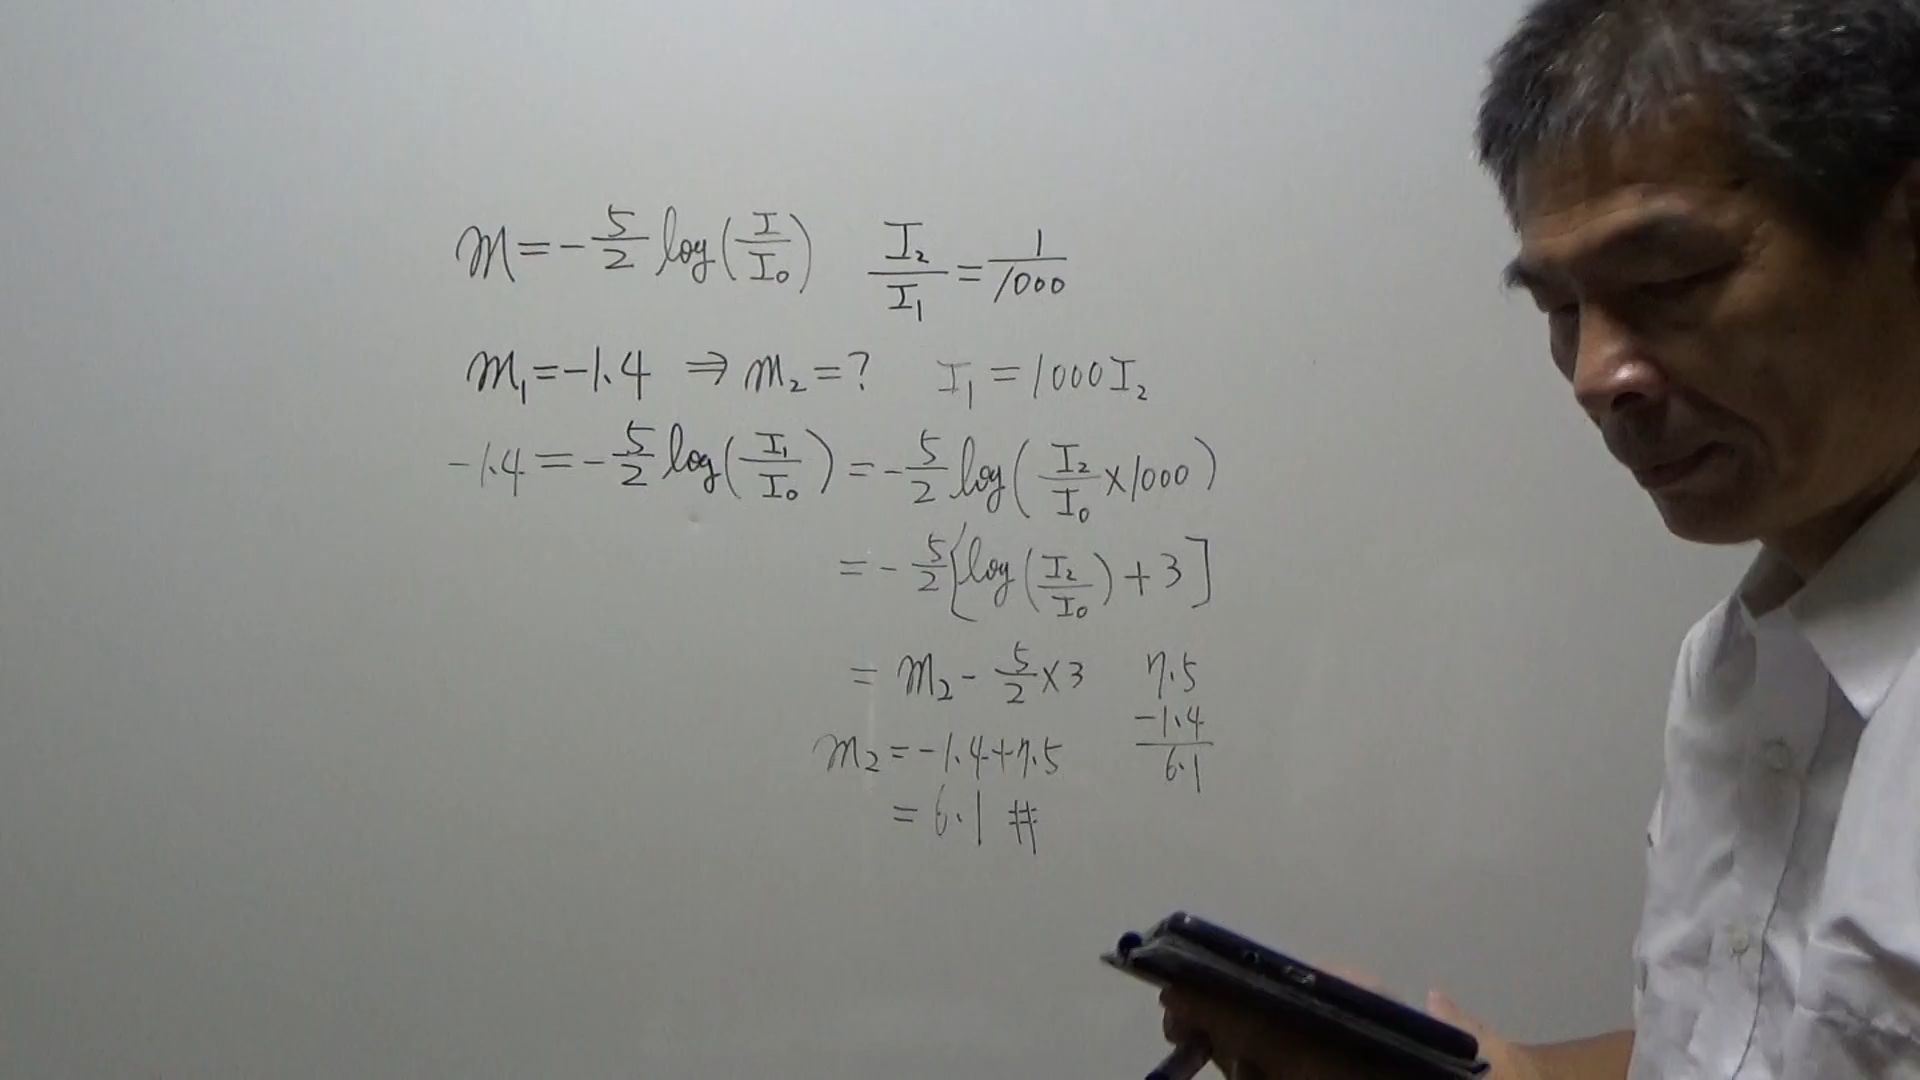 m = -5/2 log(I/I₀) I₂/I₁ = 1/1000
m₁ = -1.4 ⇒ m₂ = ? I₁ = 1000I₂
-1.4 = -5/2 log(I₁/I₀) = -5/2 log(I₂/I₀ × 1000)
= -5/2 {log(I₂/I₀) + 3]
= m₂ - 5/2 × 3
m₂ = -1.4 + 7.5
= 6.1 #
7.5
-1.4
6.1